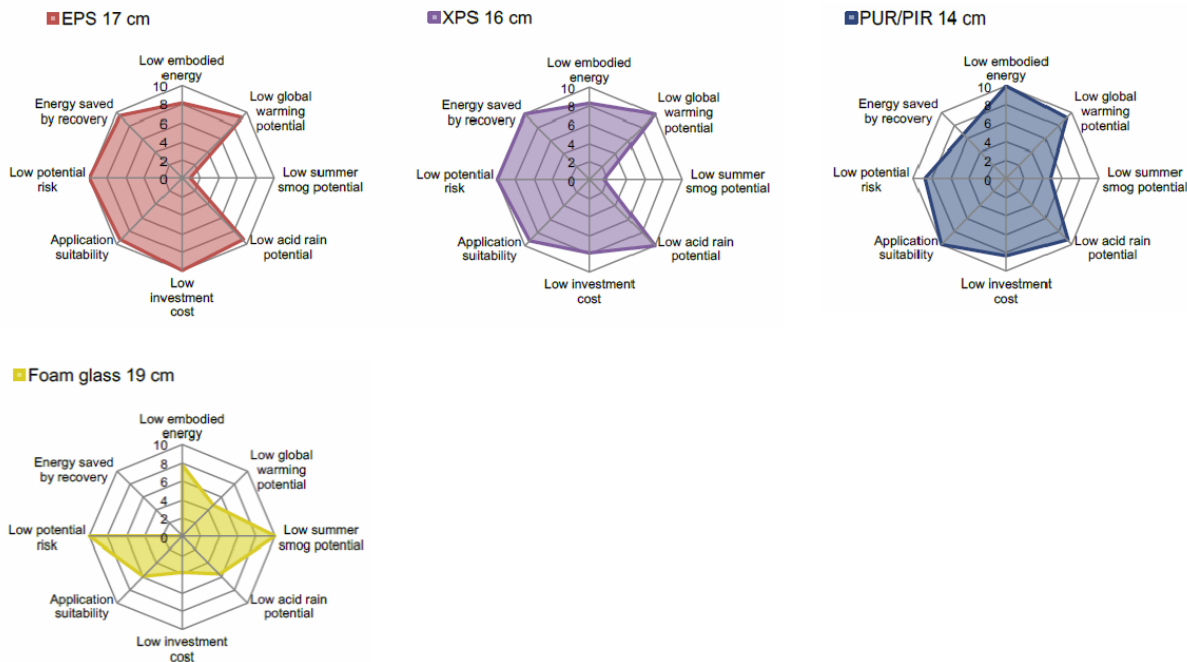 EPS 17 cm
Low embodied
energy
10
8
6
4
2
0
Low global
warming
potential
Low summer
smog potential
Low acid rain
potential
Low
investment
cost
Application
suitability
Low potential
risk
Energy saved
by recovery
XPS 16 cm
Low embodied
energy
10
8
6
4
2
0
Low global
warming
potential
Low summer
smog potential
Low acid rain
potential
Low investment
cost
Application
suitability
Low potential
risk
Energy saved
by recovery
PUR/PIR 14 cm
Low embodied
energy
10
8
6
4
2
0
Low global
warming
potential
Low summer
smog potential
Low acid rain
potential
Low investment
cost
Application
suitability
Low potential
risk
Energy saved
by recovery
Foam glass 19 cm
Low embodied
energy
10
8
6
4
2
0
Low global
warming
potential
Low summer
smog potential
Low acid rain
potential
Low investment
cost
Application
suitability
Low potential
risk
Energy saved
by recovery